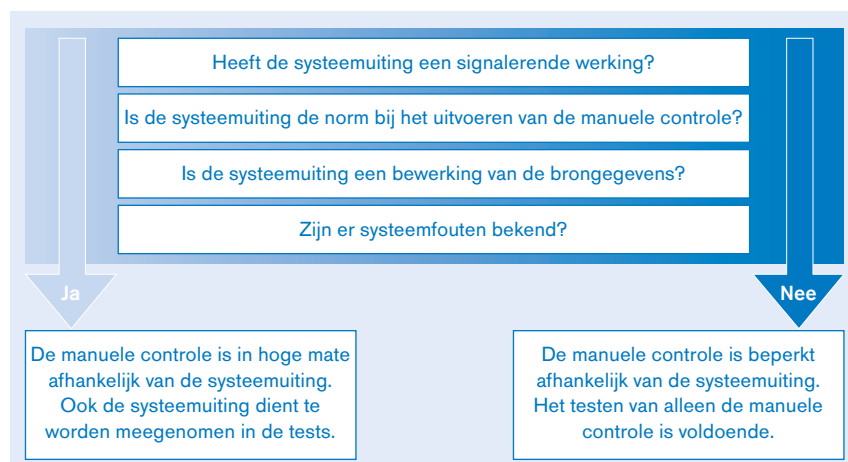 Heeft de systeemuiting een signalerende werking?
Is de systeemuiting de norm bij het uitvoeren van de manuele controle?
Is de systeemuiting een bewerking van de brongegevens?
Zijn er systeemfouten bekend?
Ja
Nee
De manuele controle is in hoge mate
afhankelijk van de systeemuiting.
Ook de systeemuiting dient te
worden meegenomen in de tests.
De manuele controle is beperkt
afhankelijk van de systeemuiting.
Het testen van alleen de manuele
controle is voldoende.